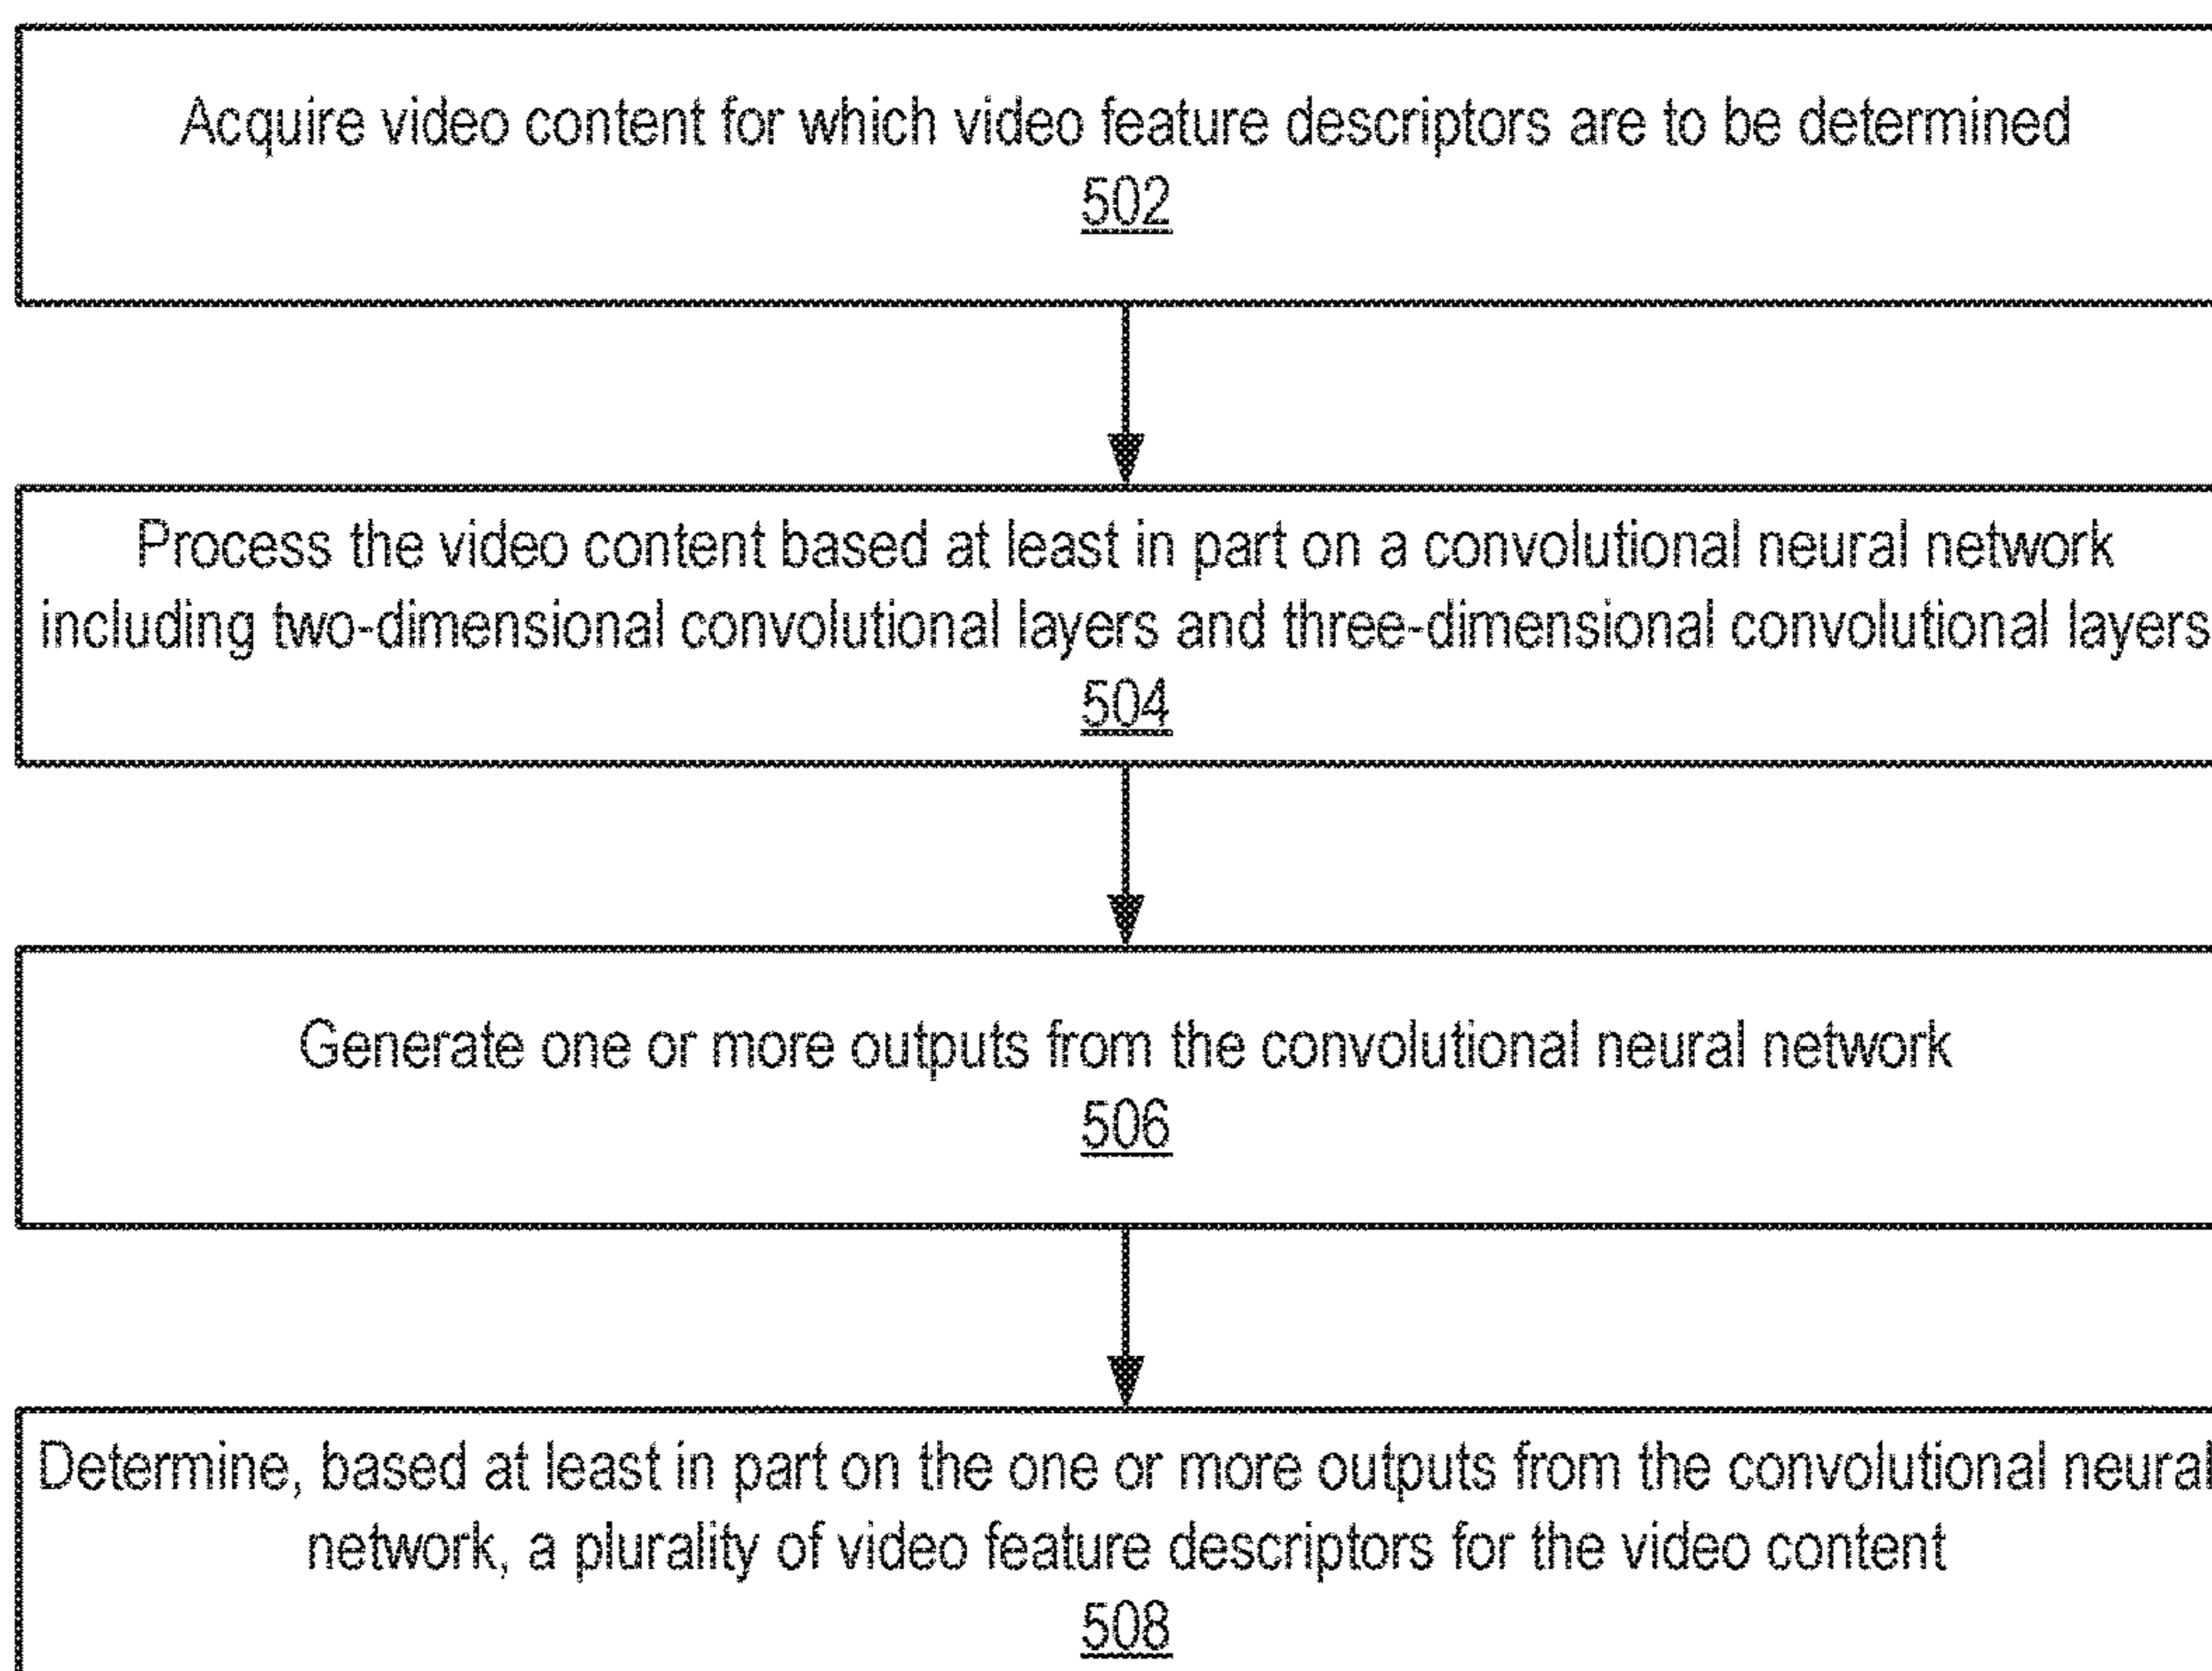 Acquire video content for which video feature descriptors are to be determined
502
Process the video content based at least in part on a convolutional neural network
including two-dimensional convolutional layers and three-dimensional convolutional layers
504
Generate one or more outputs from the convolutional neural network
506
Determine, based at least in part on the one or more outputs from the convolutional neural
network, a plurality of video feature descriptors for the video content
508